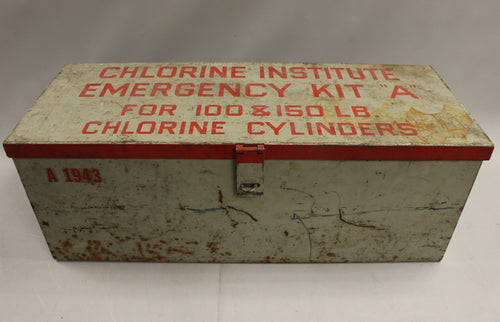 CHLORINE INSTITUTE
EMERGENCY KIT "A"
FOR 100 & 150 LB.
CHLORINE CYLINDERS
A 1943